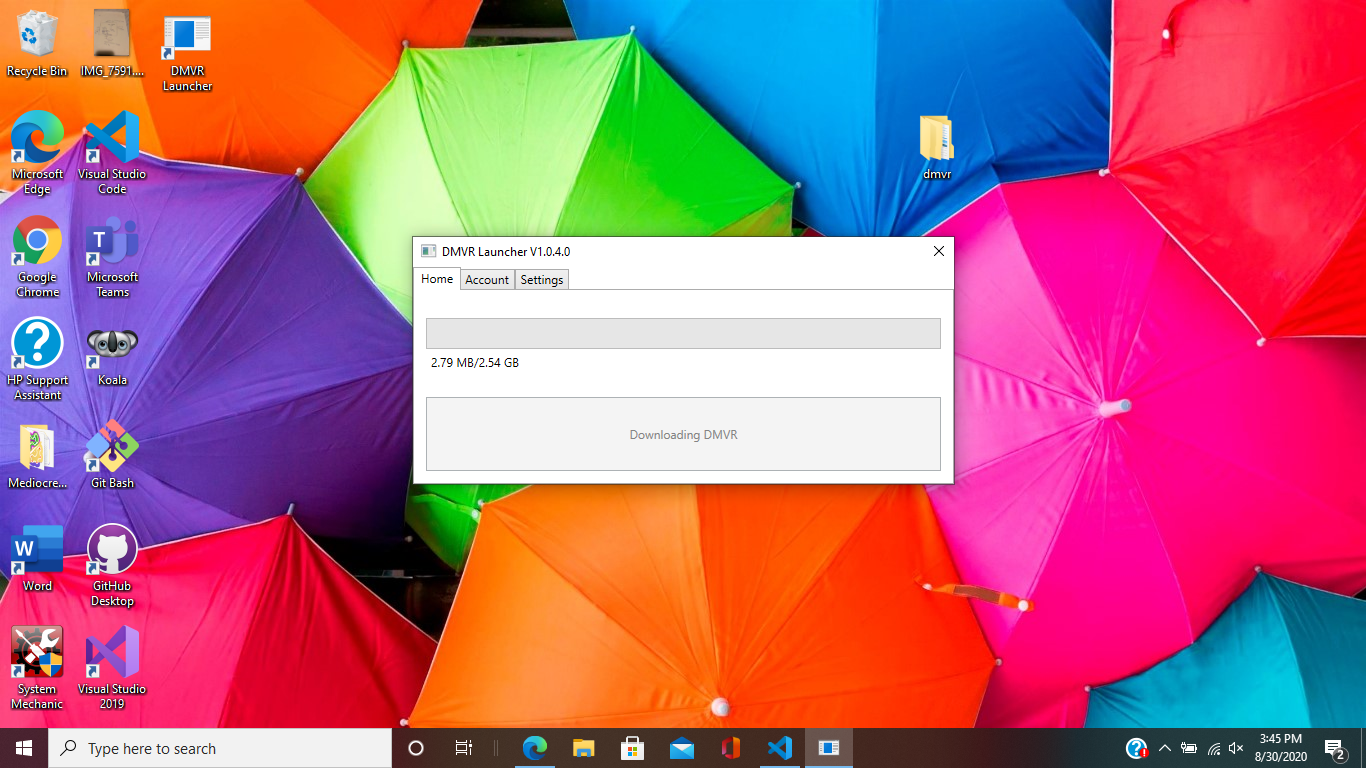 Recycle Bin
IMG_7591....
DMVR
Launcher
Microsoft
Edge
Visual Studio
Code
dmvr
Google
Chrome
T
Microsoft
Teams
HP Support
Assistant
Koala
Mediocre...
Git Bash
W
Word
GitHub
Desktop
System
Mechanic
Visual Studio
2019
DMVR Launcher V1.0.4.0
Home
Account
Settings
2.79 MB/2.54 GB
Downloading DMVR
Type here to search
3:45 PM
8/30/2020
2